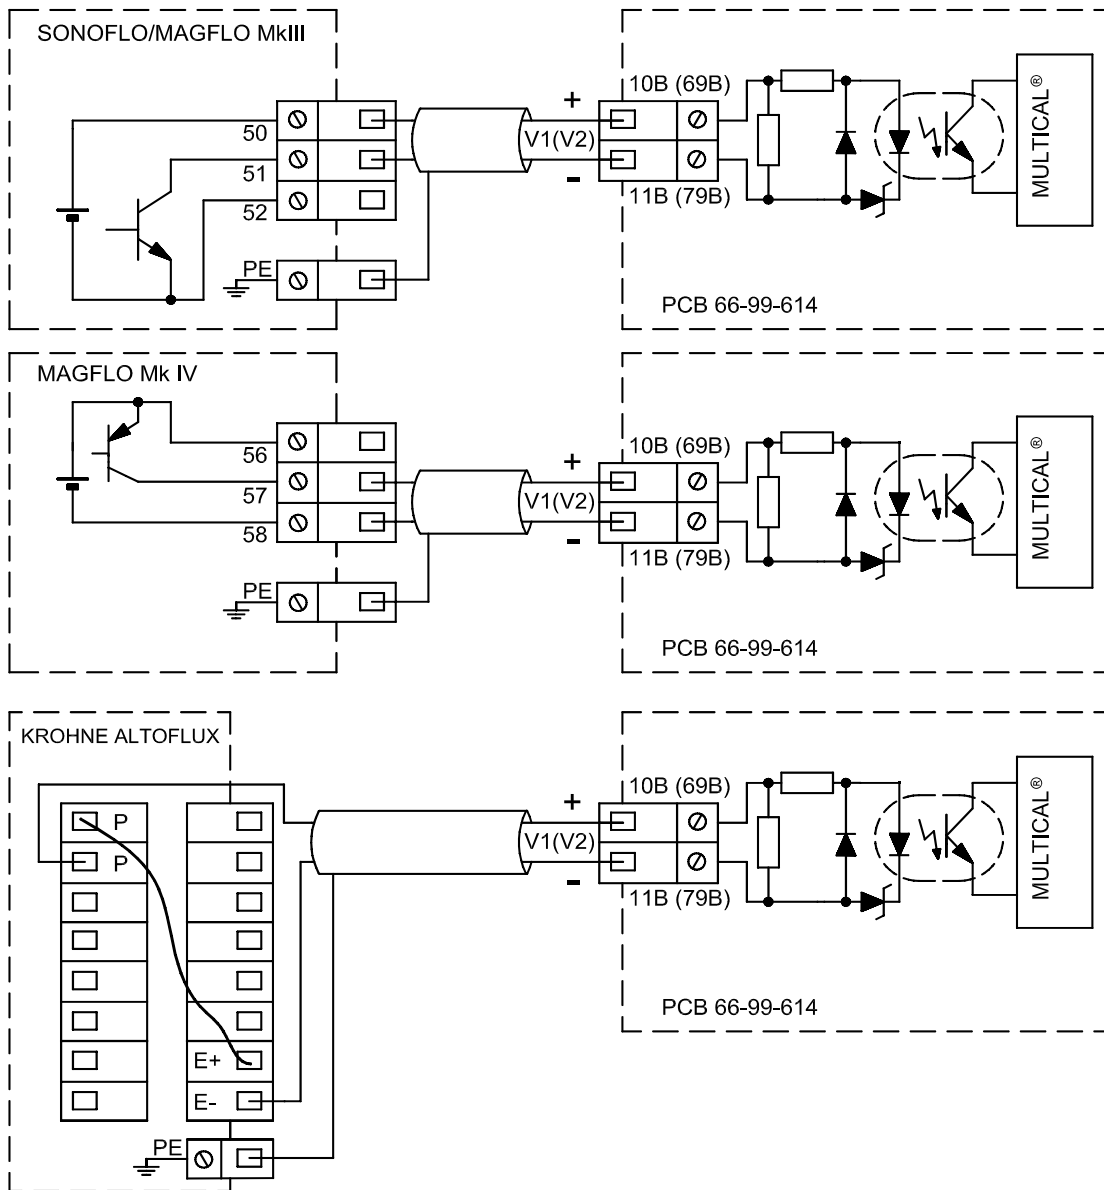 SONOFLO/MAGFLO MkIII
50
51
52
PE
+
V1(V2)
-
10B (69B)
11B (79B)
MULTICAL®
PCB 66-99-614
MAGFLO Mk IV
56
57
58
PE
+
V1(V2)
-
10B (69B)
11B (79B)
MULTICAL®
PCB 66-99-614
KROHNE ALTOFLUX
P
P
E+
E-
PE
+
V1(V2)
-
10B (69B)
11B (79B)
MULTICAL®
PCB 66-99-614